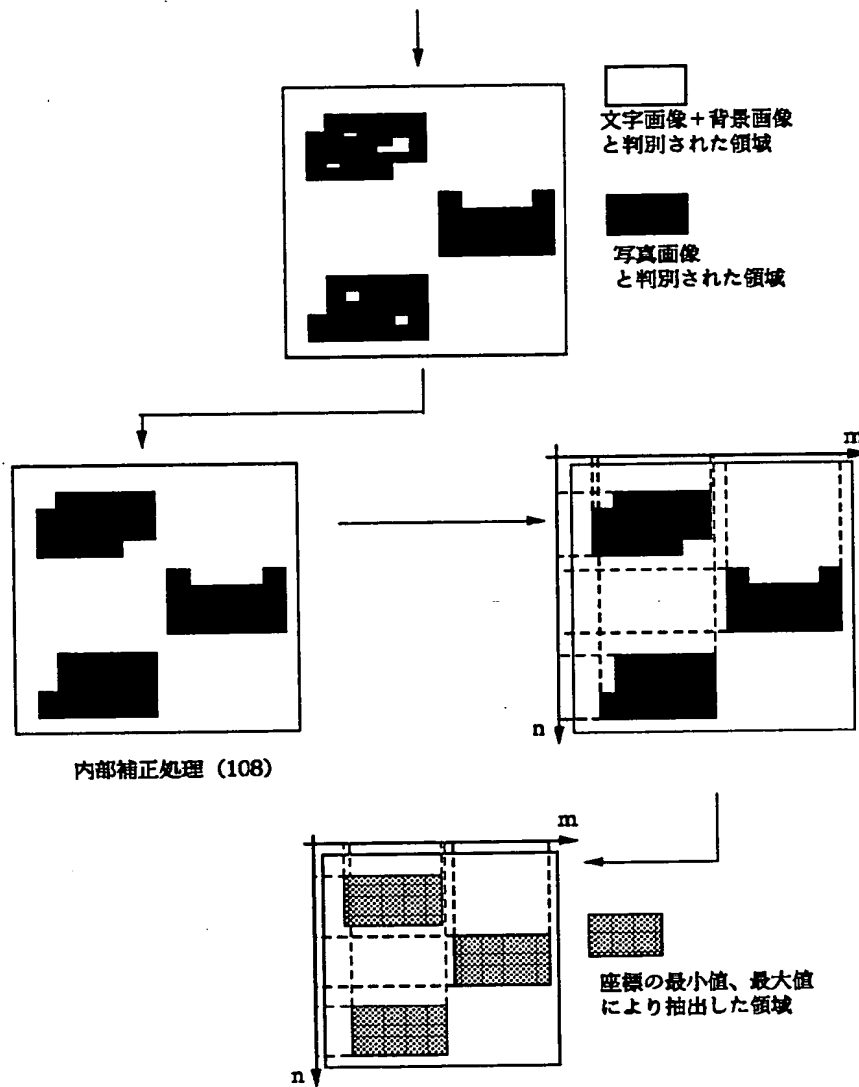 文字画像+背景画像
と判別された領域
写真画像
と判別された領域
m
n
内部補正処理 (108)
m
座標の最小値、最大値
により抽出した領域
n